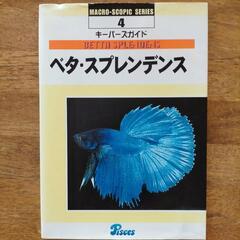 MACRO-SCOPIC SERIES
4
キーパーズガイド
BETTA SPLENDENS
ベタ・スプレンデンス
Pisces